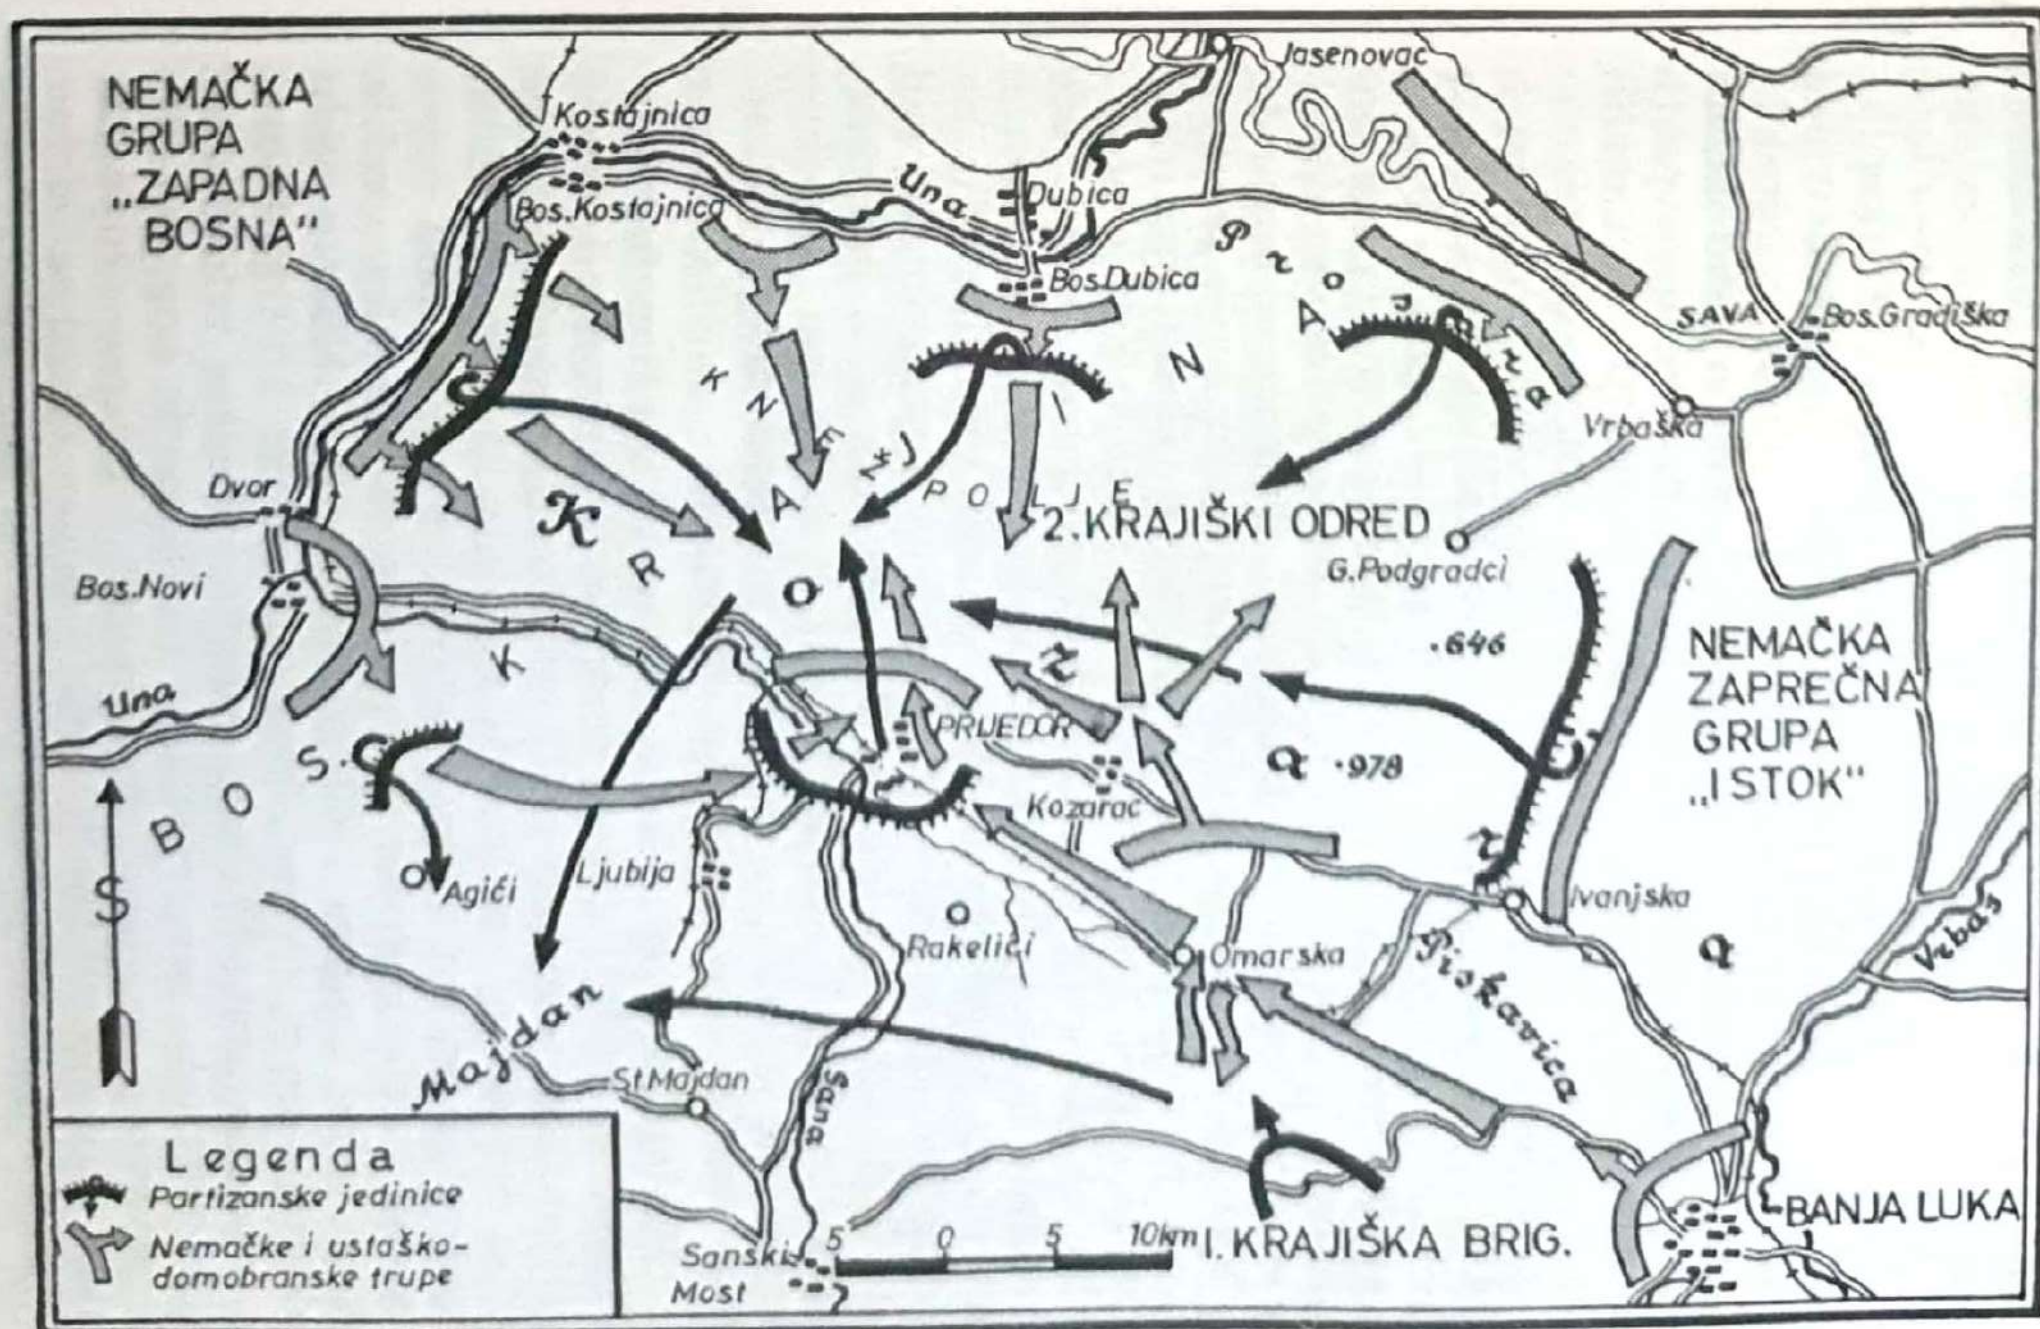 NEMAČKA
GRUPA
„ZAPADNA
BOSNA“
Kostajnica
Bos.Kostajnica
Jasenovac
Una
Dubica
Bos.Dubica
Prosara
SAVA
Bos.Gradiška
Vrbaška
KNEŽ
POLJE
2.KRAJIŠKI ODRED
G.Podgradci
Dvor
Bos.Novi
Una
BOS. KRAJINA
Kozara
.646
.978
NEMAČKA
ZAPREČNA
GRUPA
„ISTOK“
PRIJEDOR
Kozarac
Agići
Ljubija
Rakelići
Omarska
Ivanjska
Piskavica
Vrbas
Majdan
St.Majdan
Sana
S
Legenda
Partizanske jedinice
Nemačke i ustaško-
domobranske trupe
Sanski
Most
5 0 5 10km
I. KRAJIŠKA BRIG.
BANJA LUKA